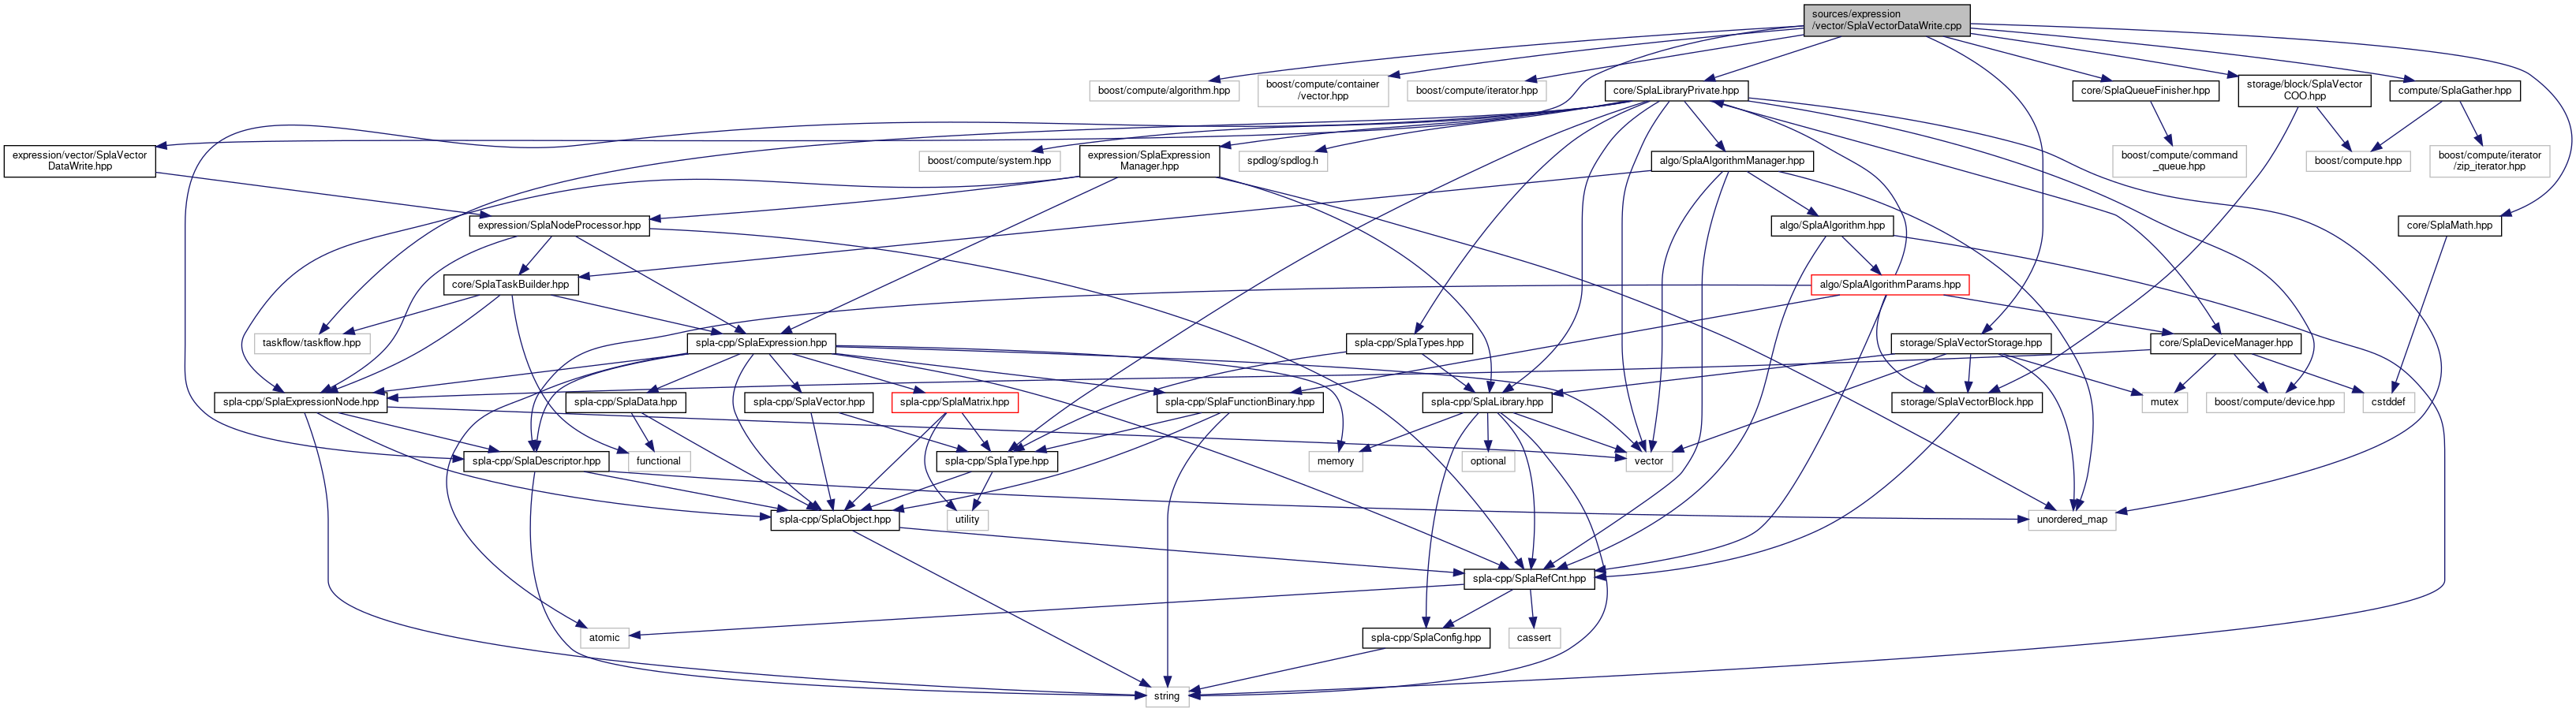 sources/expression
/vector/SplaVectorDataWrite.cpp
boost/compute/algorithm.hpp
boost/compute/container
/vector.hpp
boost/compute/iterator.hpp
core/SplaLibraryPrivate.hpp
core/SplaQueueFinisher.hpp
storage/block/SplaVector
COO.hpp
compute/SplaGather.hpp
expression/vector/SplaVector
DataWrite.hpp
boost/compute/system.hpp
expression/SplaExpression
Manager.hpp
spdlog/spdlog.h
algo/SplaAlgorithmManager.hpp
boost/compute/command
_queue.hpp
boost/compute.hpp
boost/compute/iterator
/zip_iterator.hpp
expression/SplaNodeProcessor.hpp
algo/SplaAlgorithm.hpp
core/SplaMath.hpp
core/SplaTaskBuilder.hpp
algo/SplaAlgorithmParams.hpp
taskflow/taskflow.hpp
spla-cpp/SplaExpression.hpp
spla-cpp/SplaTypes.hpp
storage/SplaVectorStorage.hpp
core/SplaDeviceManager.hpp
spla-cpp/SplaExpressionNode.hpp
spla-cpp/SplaData.hpp
spla-cpp/SplaVector.hpp
spla-cpp/SplaMatrix.hpp
spla-cpp/SplaFunctionBinary.hpp
spla-cpp/SplaLibrary.hpp
storage/SplaVectorBlock.hpp
mutex
boost/compute/device.hpp
cstddef
spla-cpp/SplaDescriptor.hpp
functional
spla-cpp/SplaType.hpp
memory
optional
vector
spla-cpp/SplaObject.hpp
utility
unordered_map
spla-cpp/SplaRefCnt.hpp
atomic
spla-cpp/SplaConfig.hpp
cassert
string